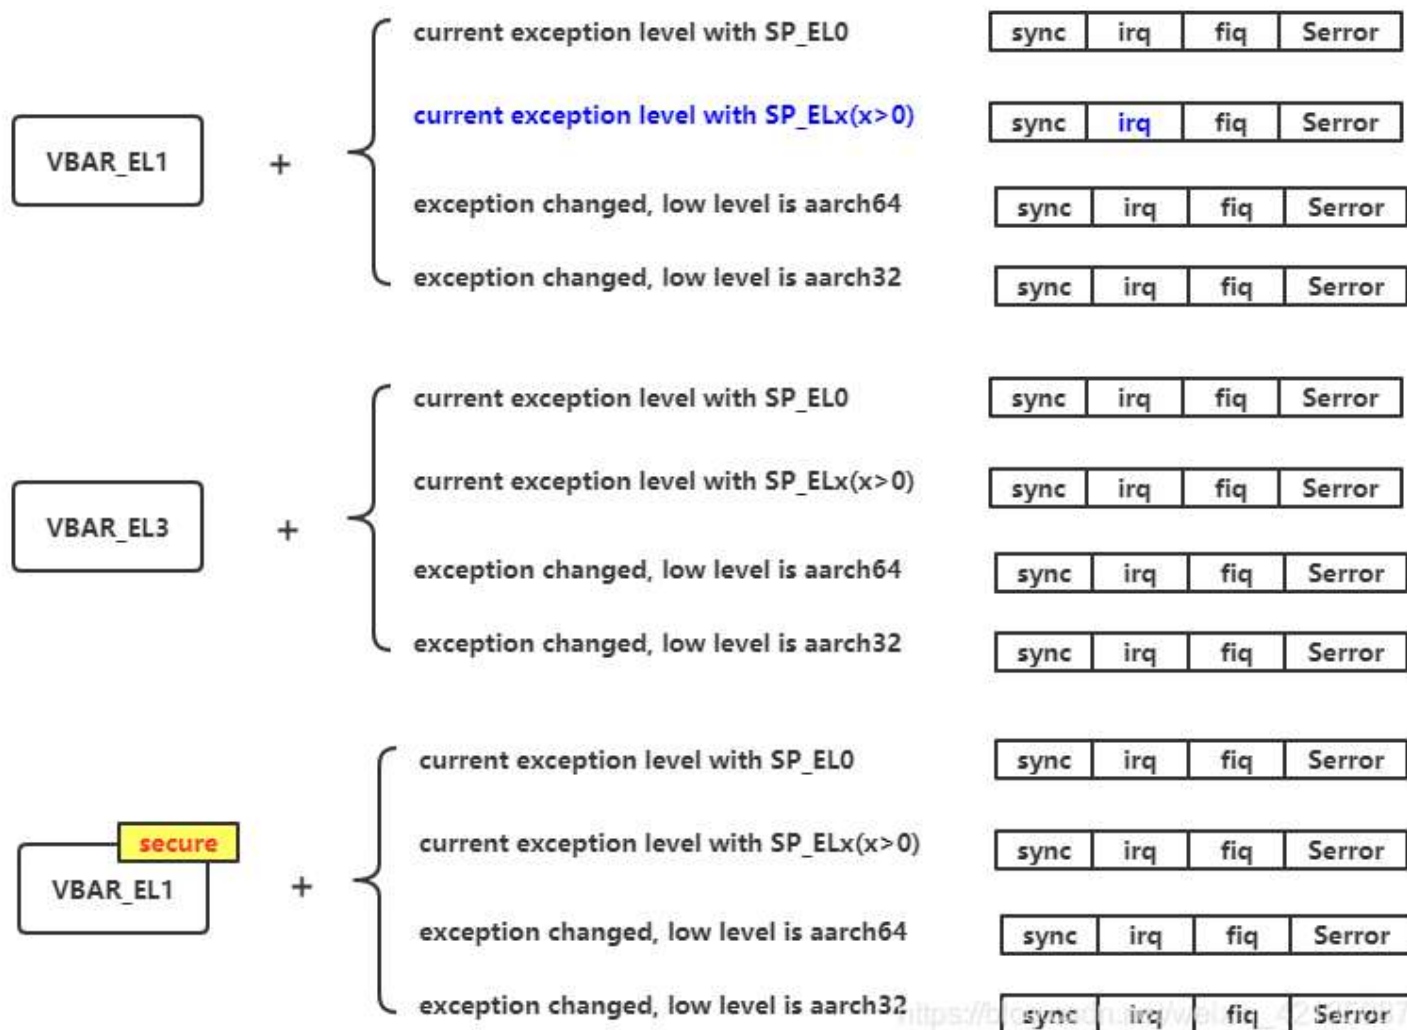 current exception level with SP_EL0 sync irq fiq Serror
current exception level with SP_ELx(x>0) sync irq fiq Serror
VBAR_EL1 +
exception changed, low level is aarch64 sync irq fiq Serror
exception changed, low level is aarch32 sync irq fiq Serror
current exception level with SP_EL0 sync irq fiq Serror
current exception level with SP_ELx(x>0) sync irq fiq Serror
VBAR_EL3 +
exception changed, low level is aarch64 sync irq fiq Serror
exception changed, low level is aarch32 sync irq fiq Serror
current exception level with SP_EL0 sync irq fiq Serror
secure
current exception level with SP_ELx(x>0) sync irq fiq Serror
VBAR_EL1 +
exception changed, low level is aarch64 sync irq fiq Serror
exception changed, low level is aarch32 sync irq fiq Serror